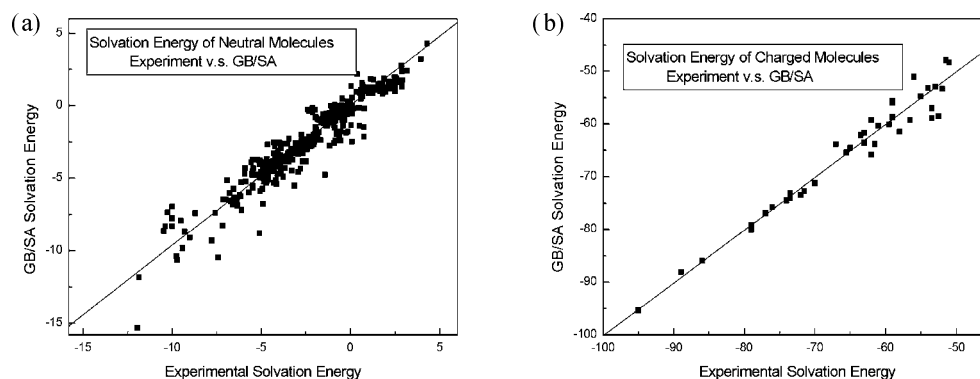 (a)
Solvation Energy of Neutral Molecules
Experiment v.s. GB/SA
GB/SA Solvation Energy
5
0
-5
-10
-15
-15
-10
-5
0
5
Experimental Solvation Energy
(b)
Solvation Energy of Charged Molecules
Experiment v.s. GB/SA
GB/SA Solvation Energy
-40
-50
-60
-70
-80
-90
-100
-100
-90
-80
-70
-60
-50
Experimental Solvation Energy